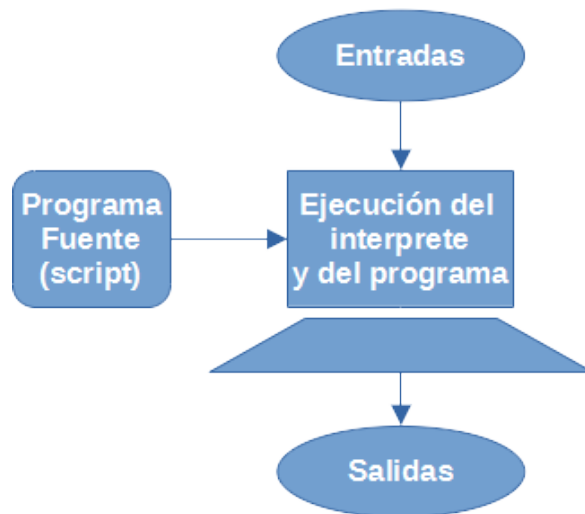 Entradas
Programa
Fuente
(script)
Ejecución del
interprete
y del programa
Salidas